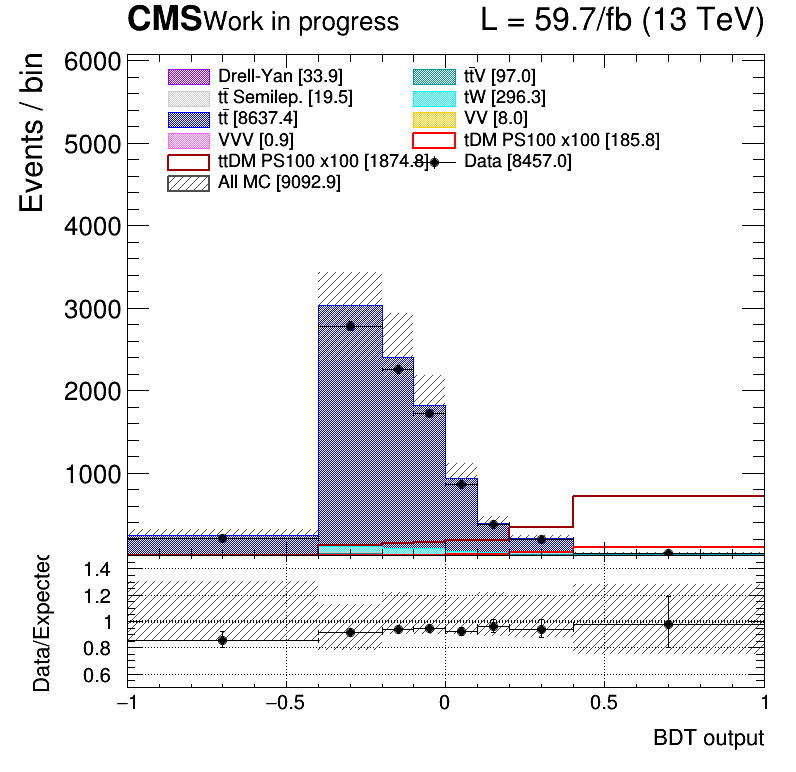 CMS Work in progress L = 59.7/fb (13 TeV)
Events / bin
6000
5000
4000
3000
2000
1000
Drell-Yan [33.9] tt̄V [97.0]
tt̄ Semilep. [19.5] tW [296.3]
tt̄ [8637.4] VV [8.0]
VVV [0.9] tDM PS100 x100 [185.8]
ttDM PS100 x100 [1874.8] Data [8457.0]
All MC [9092.9]
Data/Expected
1.4
1.2
1
0.8
0.6
−1 −0.5 0 0.5 1
BDT output